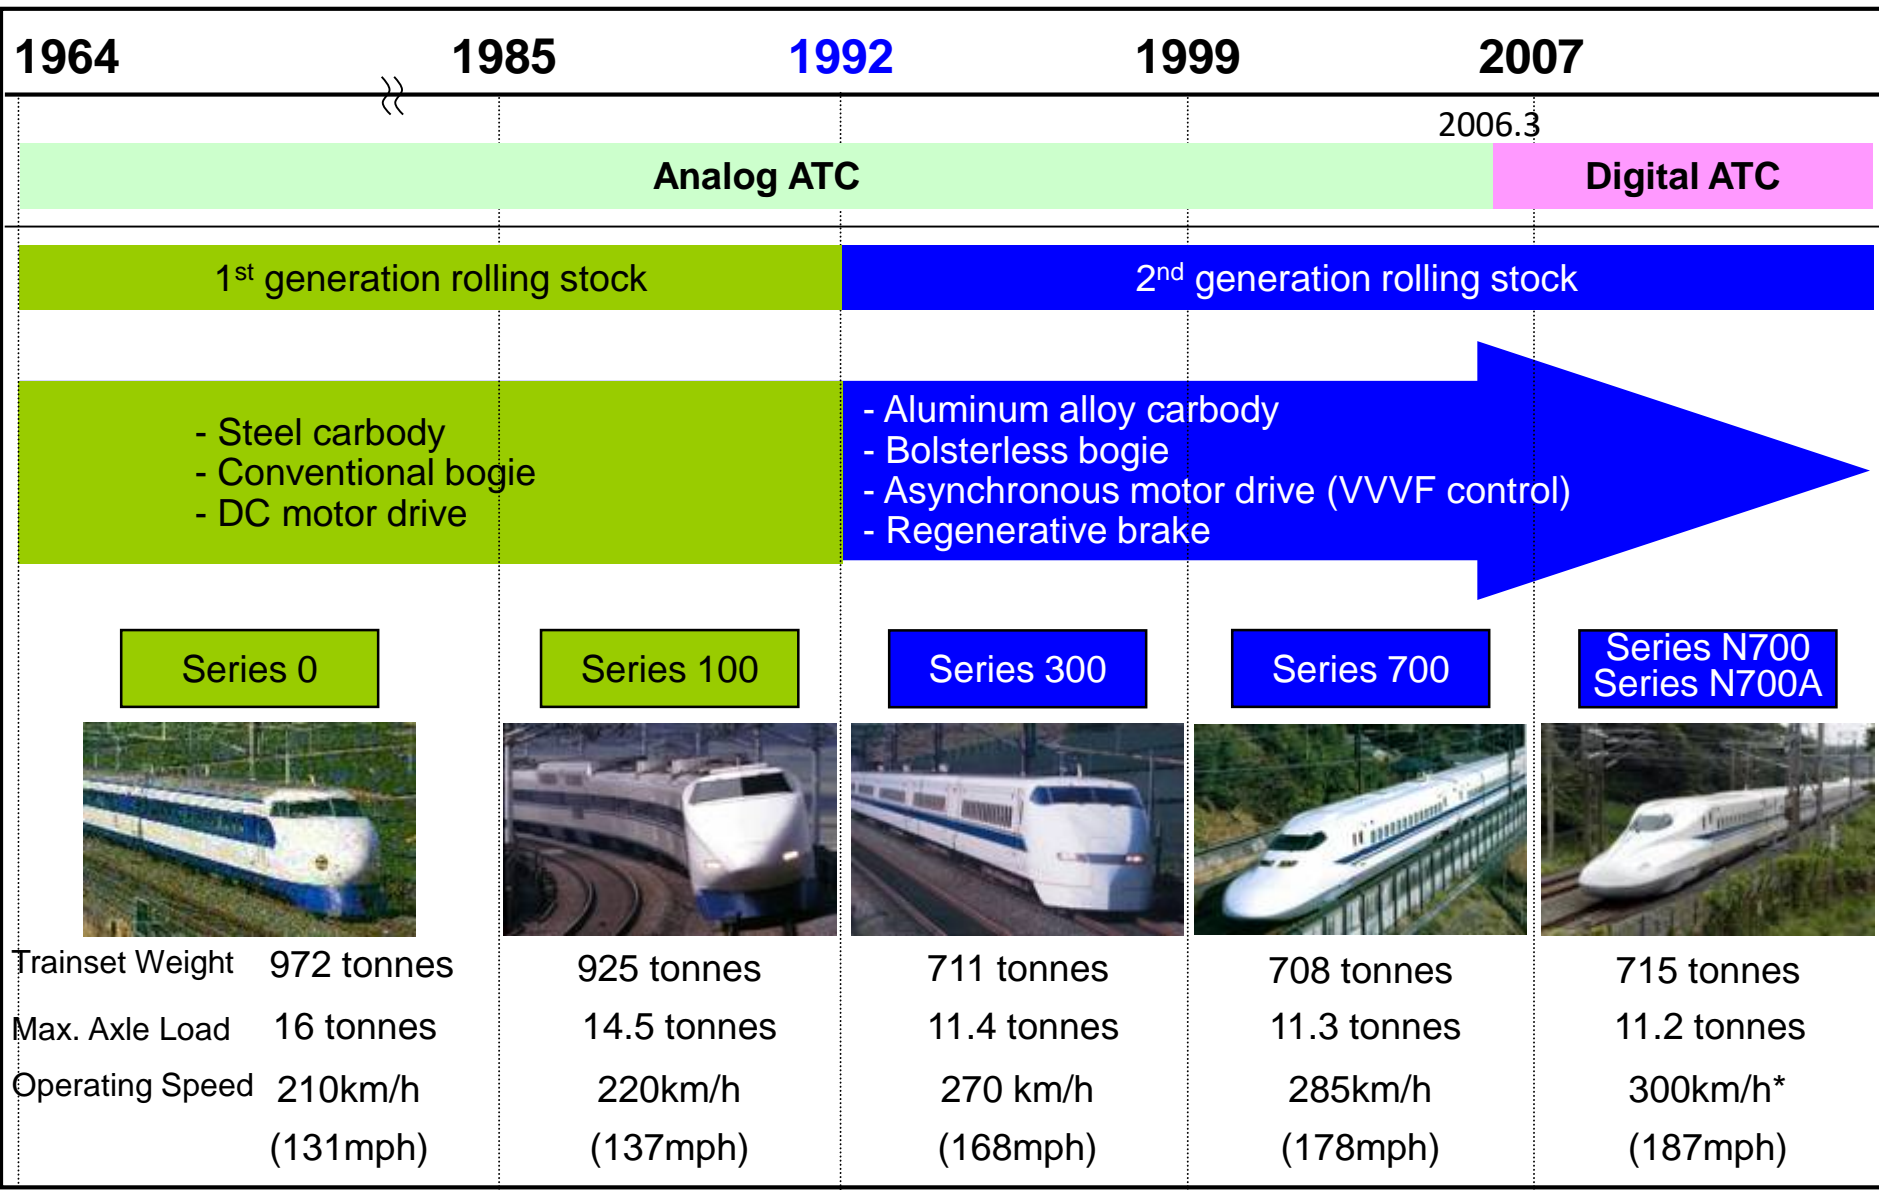 1964 1985 1992 1999 2007
2006.3
Analog ATC Digital ATC
1st generation rolling stock 2nd generation rolling stock
- Steel carbody
- Conventional bogie
- DC motor drive
- Aluminum alloy carbody
- Bolsterless bogie
- Asynchronous motor drive (VVVF control)
- Regenerative brake
Series 0 Series 100 Series 300 Series 700 Series N700
Series N700A
Trainset Weight 972 tonnes 925 tonnes 711 tonnes 708 tonnes 715 tonnes
Max. Axle Load 16 tonnes 14.5 tonnes 11.4 tonnes 11.3 tonnes 11.2 tonnes
Operating Speed 210km/h 220km/h 270 km/h 285km/h 300km/h*
(131mph) (137mph) (168mph) (178mph) (187mph)